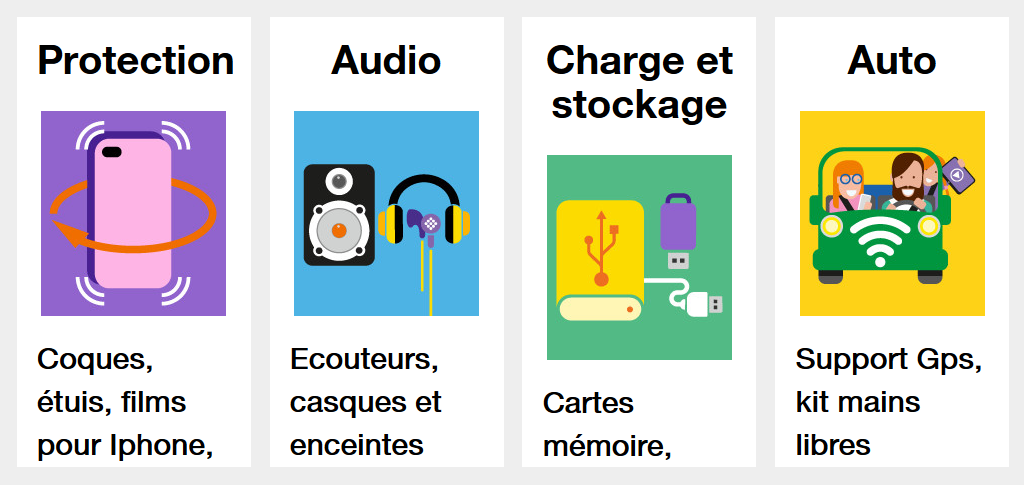 Protection
Coques,
étuis, films
pour Iphone,
Audio
Ecouteurs,
casques et
enceintes
Charge et
stockage
Cartes
mémoire,
Auto
Support Gps,
kit mains
libres